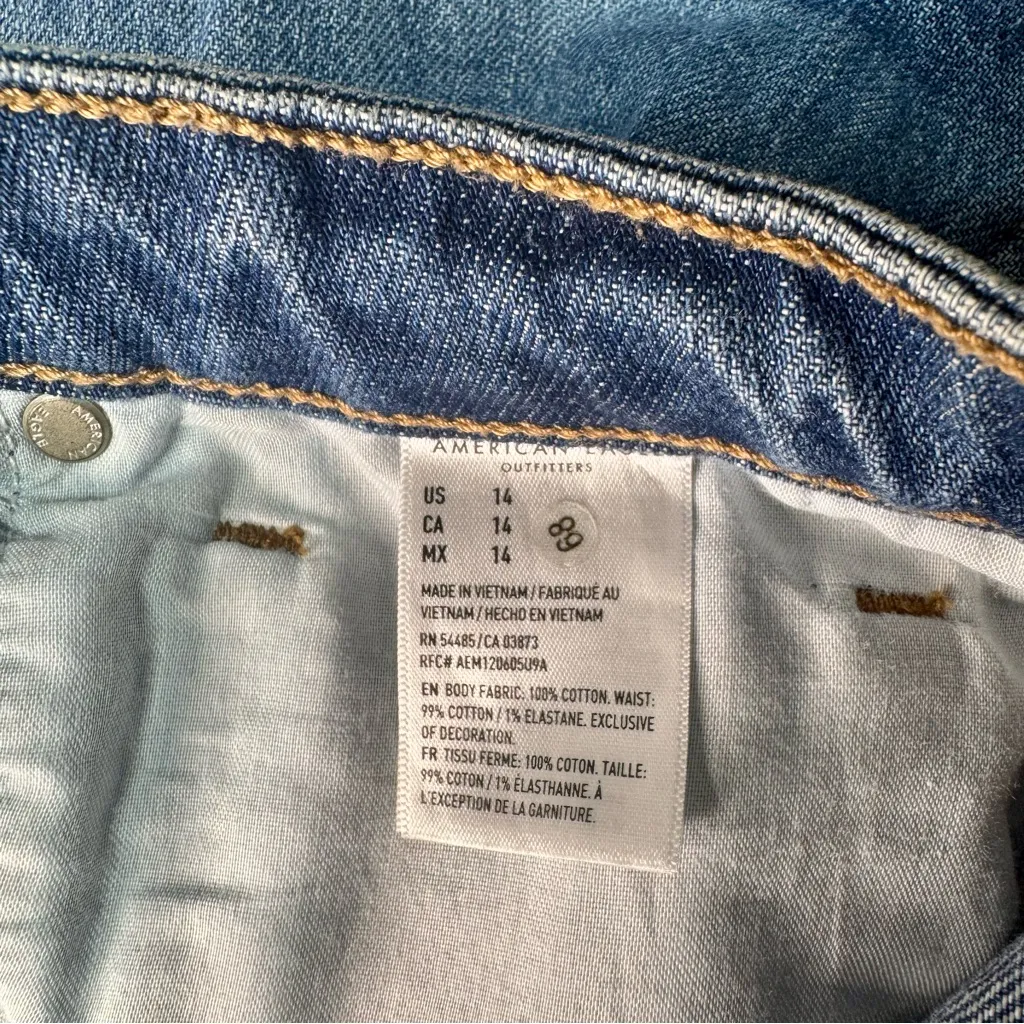 AMERICAN EAGLE
AMERICAN
OUTFITTERS
US 14
CA 14
MX 14
89
MADE IN VIETNAM / FABRIQUÉ AU
VIETNAM / HECHO EN VIETNAM
RN 54485 / CA 03873
RFC# AEM120605U9A
EN BODY FABRIC: 100% COTTON. WAIST:
99% COTTON / 1% ELASTANE. EXCLUSIVE
OF DECORATION.
FR TISSU FERME: 100% COTON. TAILLE:
99% COTON / 1% ÉLASTHANNE. À
L'EXCEPTION DE LA GARNITURE.